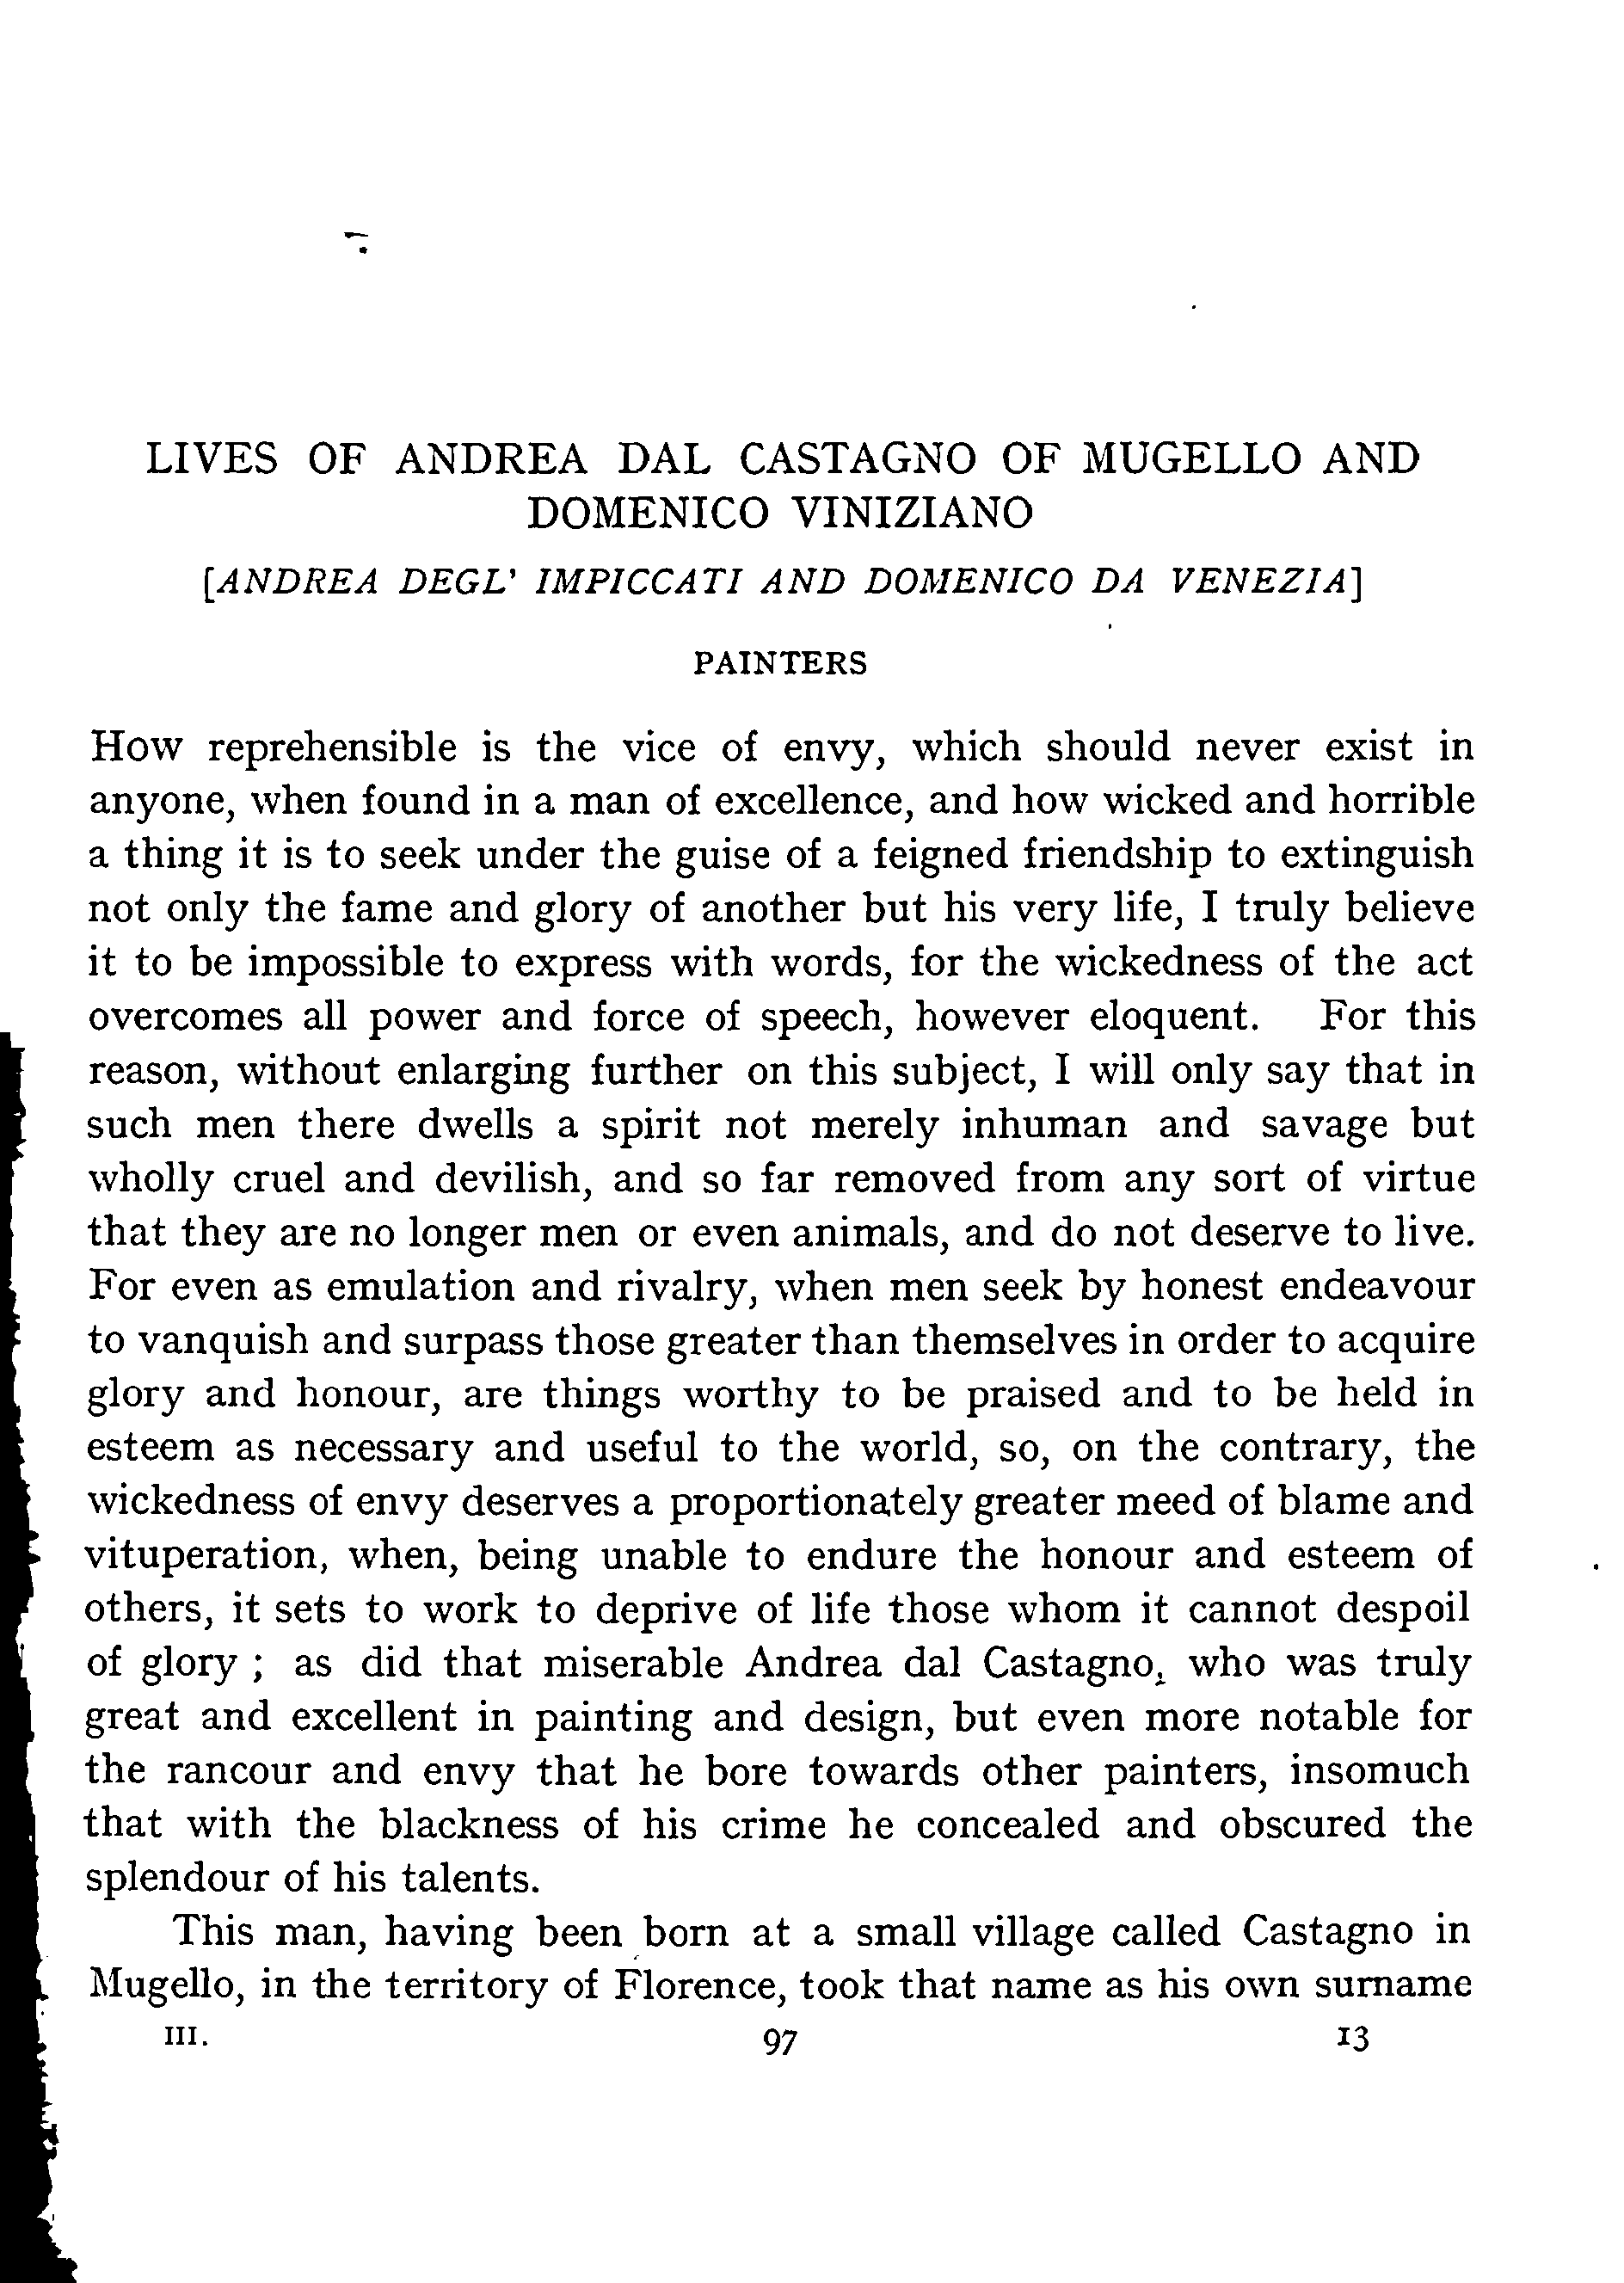 LIVES OF ANDREA DAL CASTAGNO OF MUGELLO AND
DOMENICO VINIZIANO
[ANDREA DEGL' IMPICCATI AND DOMENICO DA VENEZIA]
PAINTERS
How reprehensible is the vice of envy, which should never exist in
anyone, when found in a man of excellence, and how wicked and horrible
a thing it is to seek under the guise of a feigned friendship to extinguish
not only the fame and glory of another but his very life, I truly believe
it to be impossible to express with words, for the wickedness of the act
overcomes all power and force of speech, however eloquent. For this
reason, without enlarging further on this subject, I will only say that in
such men there dwells a spirit not merely inhuman and savage but
wholly cruel and devilish, and so far removed from any sort of virtue
that they are no longer men or even animals, and do not deserve to live.
For even as emulation and rivalry, when men seek by honest endeavour
to vanquish and surpass those greater than themselves in order to acquire
glory and honour, are things worthy to be praised and to be held in
esteem as necessary and useful to the world, so, on the contrary, the
wickedness of envy deserves a proportionately greater meed of blame and
vituperation, when, being unable to endure the honour and esteem of
others, it sets to work to deprive of life those whom it cannot despoil
of glory ; as did that miserable Andrea dal Castagno, who was truly
great and excellent in painting and design, but even more notable for
the rancour and envy that he bore towards other painters, insomuch
that with the blackness of his crime he concealed and obscured the
splendour of his talents.
This man, having been born at a small village called Castagno in
Mugello, in the territory of Florence, took that name as his own surname
III. 97 13